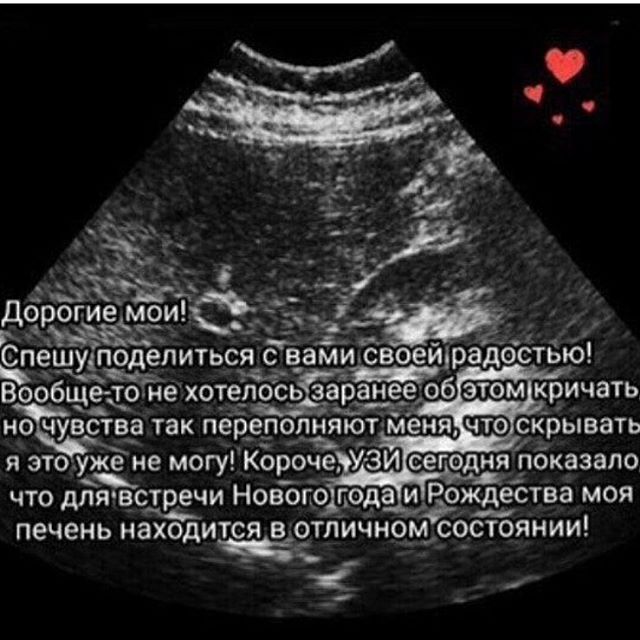 Дорогие мои!
Спешу поделиться с вами своей радостью!
Вообще-то не хотелось заранее об этом кричать
но чувства так переполняют меня, что скрывать
я это уже не могу! Короче, УЗИ сегодня показало
что для встречи Нового года и Рождества моя
печень находится в отличном состоянии!